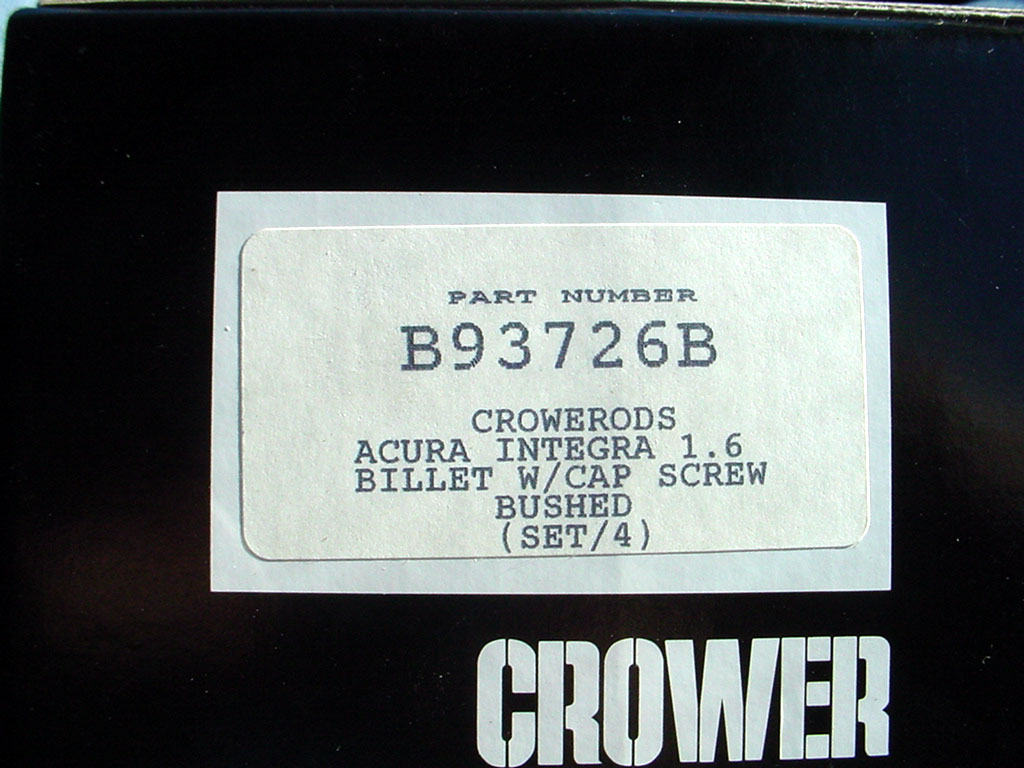 PART NUMBER
B93726B
CROWERODS
ACURA INTEGRA 1.6
BILLET W/CAP SCREW
BUSHED
(SET/4)
CROWER